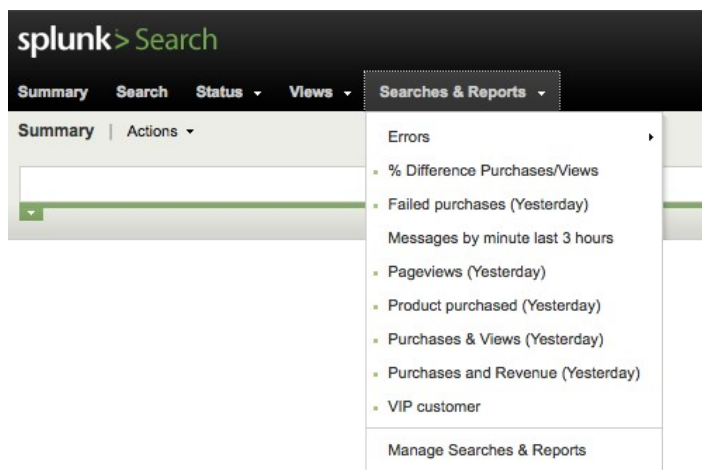 splunk> Search
Summary Search Status Views Searches & Reports
Summary | Actions
Errors
% Difference Purchases/Views
Failed purchases (Yesterday)
Messages by minute last 3 hours
Pageviews (Yesterday)
Product purchased (Yesterday)
Purchases & Views (Yesterday)
Purchases and Revenue (Yesterday)
VIP customer
Manage Searches & Reports